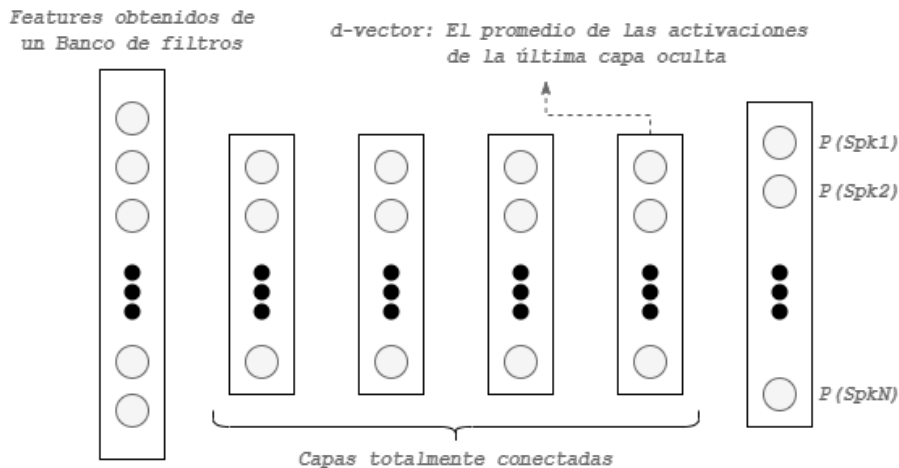 Features obtenidos de
un Banco de filtros
d-vector: El promedio de las activaciones
de la última capa oculta
P(Spk1)
P(Spk2)
P(SpkN)
Capas totalmente conectadas